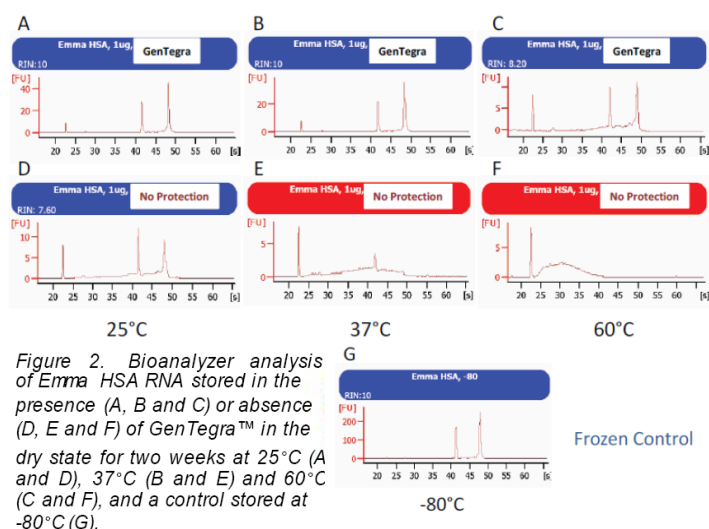 A
B
C
Emma HSA, 1ug, GenTegra
RIN:10
Emma HSA, 1ug, GenTegra
RIN:10
Emma HSA, 1ug, GenTegra
RIN: 8.20
[FU]
40
20
0
20 25 30 35 40 45 50 55 60 [s]
[FU]
20
0
20 25 30 35 40 45 50 55 60 [s]
[FU]
10
5
0
20 25 30 35 40 45 50 55 60 [s]
D
E
F
Emma HSA, 1ug, No Protection
RIN: 7.60
Emma HSA, 1ug, No Protection
Emma HSA, 1ug, No Protection
[FU]
10
5
0
20 25 30 35 40 45 50 55 60 [s]
[FU]
5
0
20 25 30 35 40 45 50 55 60 [s]
[FU]
5
0
20 25 30 35 40 45 50 55 60 [s]
25°C
37°C
60°C
Figure 2. Bioanalyzer analysis
of Emma HSA RNA stored in the
presence (A, B and C) or absence
(D, E and F) of GenTegra™ in the
dry state for two weeks at 25°C (A
and D), 37°C (B and E) and 60°C
(C and F), and a control stored at
-80°C (G).
G
Emma HSA, -80
RIN:10
[FU]
200
100
0
20 25 30 35 40 45 50 55 60 [s]
-80°C
Frozen Control